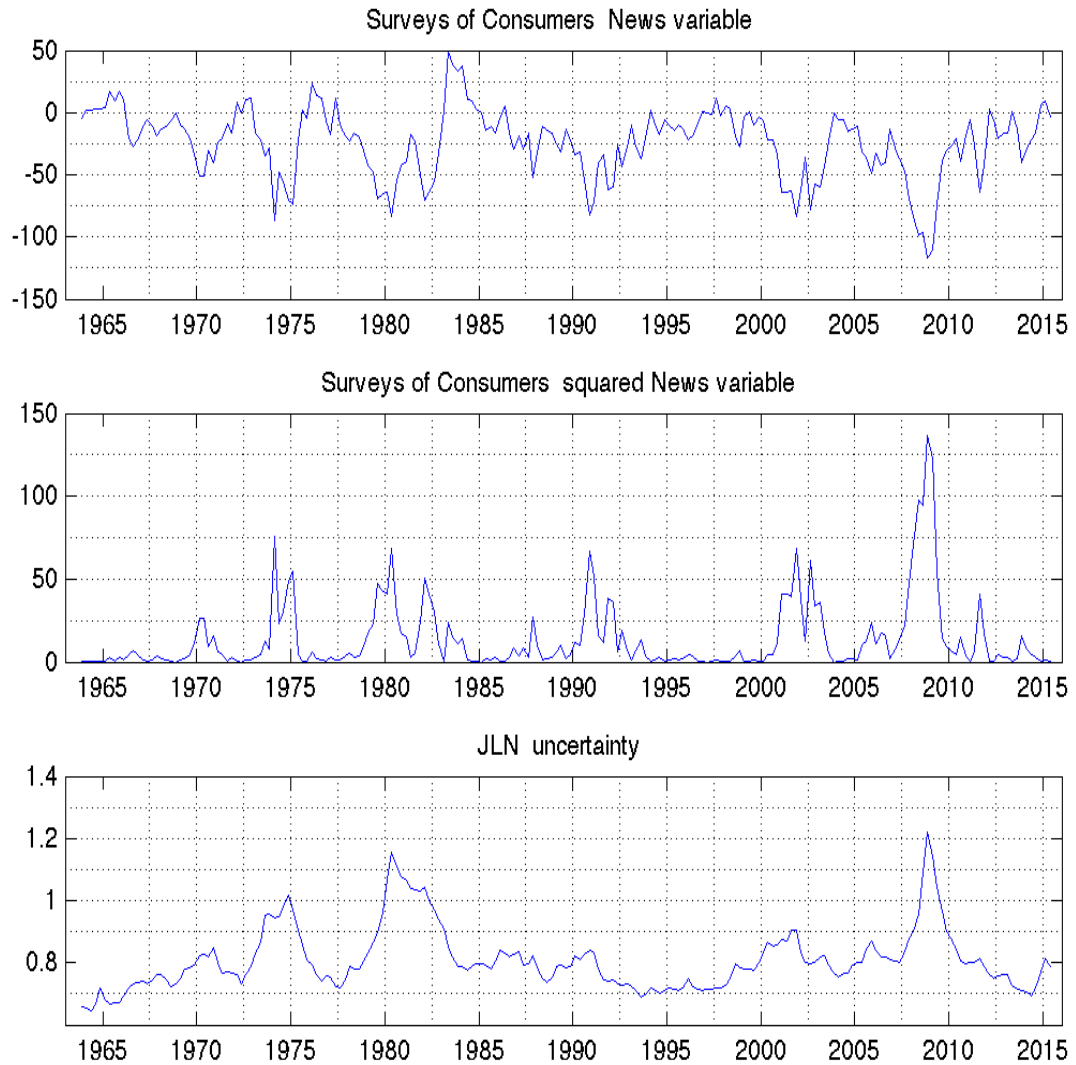 Surveys of Consumers News variable
50
0
-50
-100
-150
1965 1970 1975 1980 1985 1990 1995 2000 2005 2010 2015
Surveys of Consumers squared News variable
150
100
50
0
1965 1970 1975 1980 1985 1990 1995 2000 2005 2010 2015
JLN uncertainty
1.4
1.2
1
0.8
1965 1970 1975 1980 1985 1990 1995 2000 2005 2010 2015